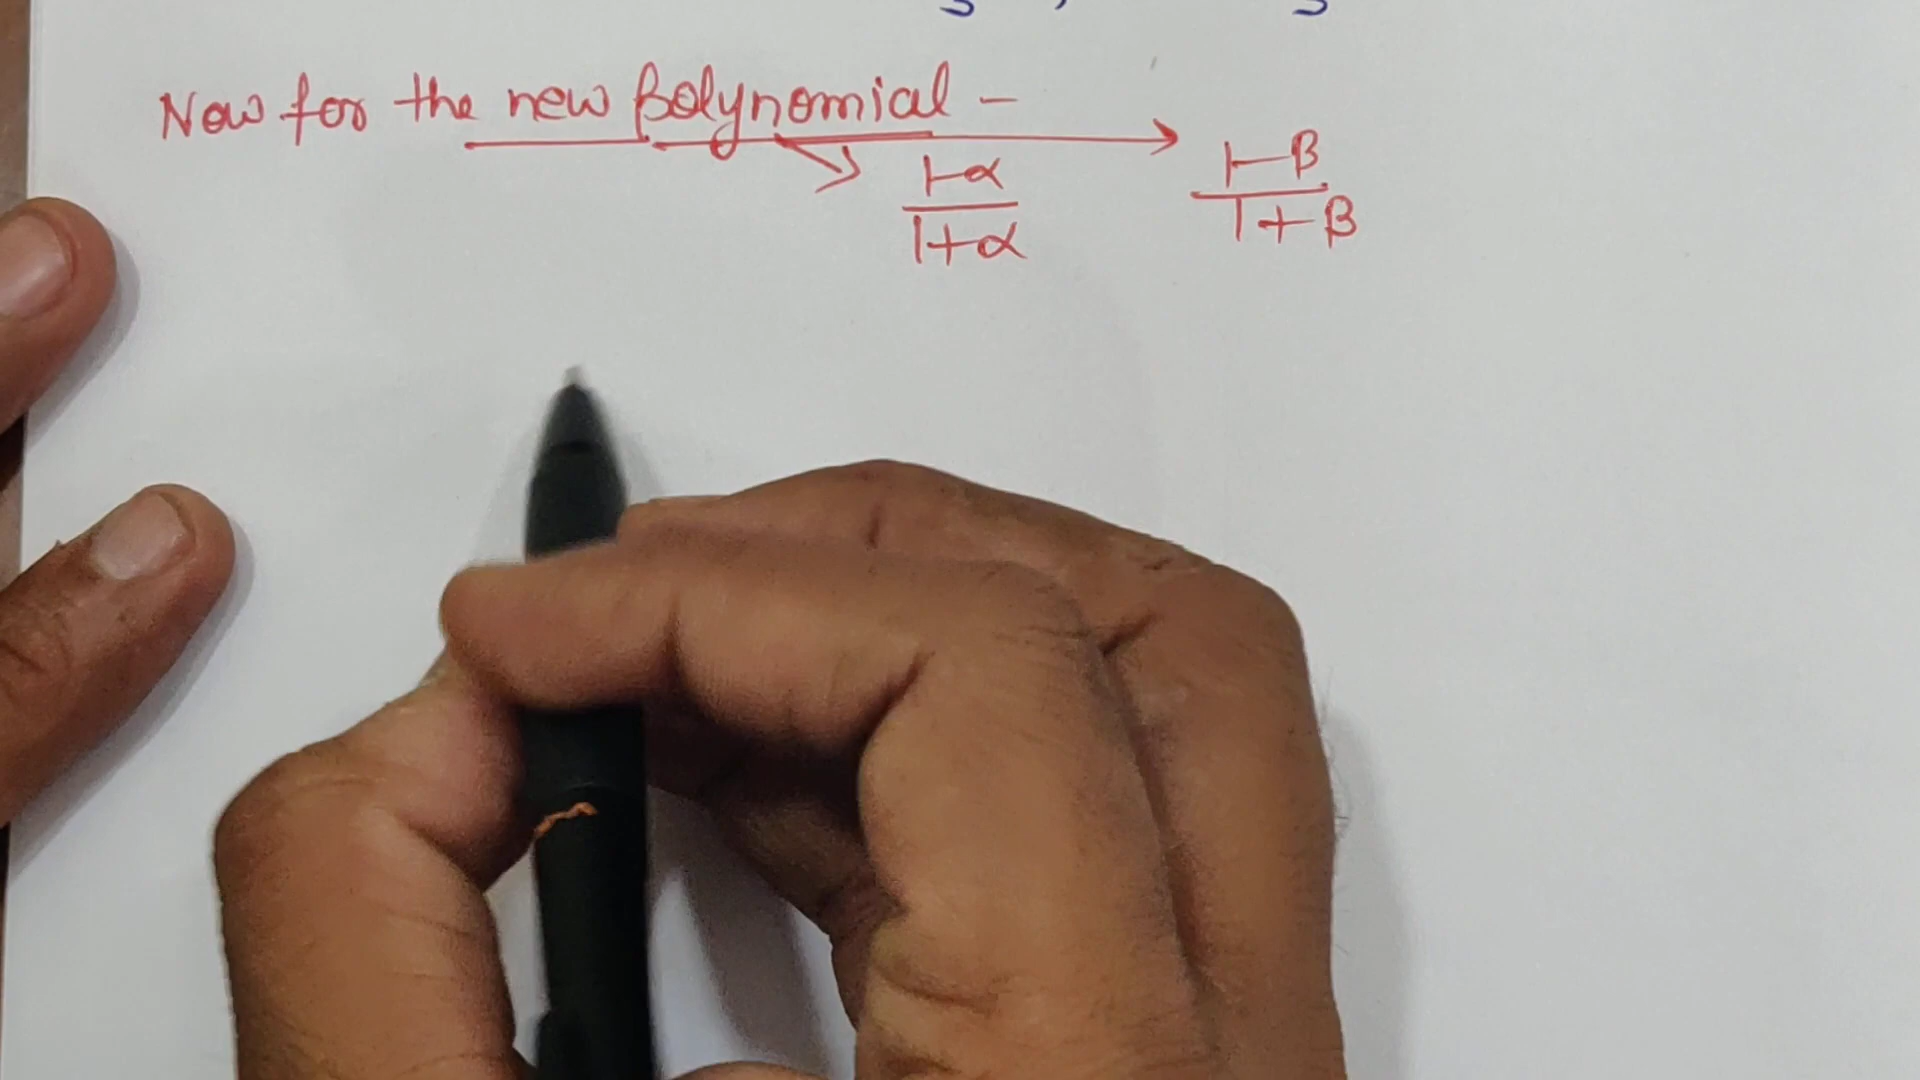 Now for the new polynomial -
1-α / 1+α
1-β / 1+β